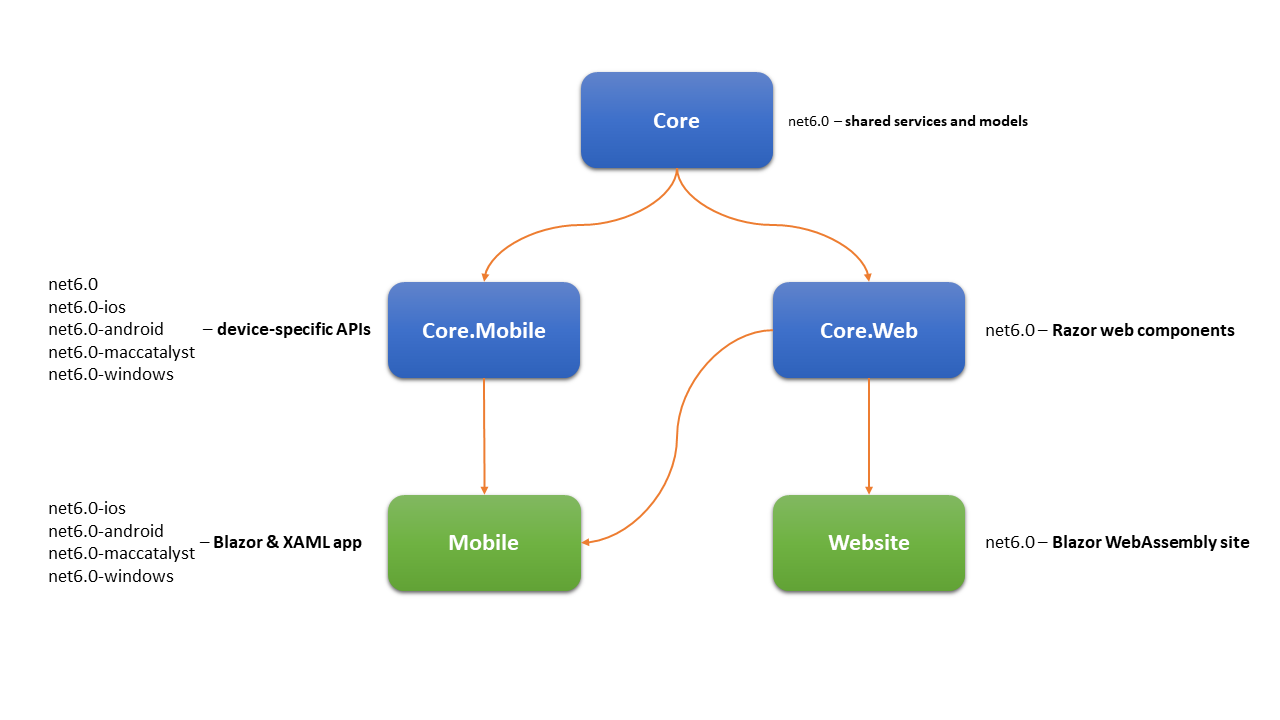 Core
net6.0 – shared services and models
net6.0
net6.0-ios
net6.0-android
net6.0-maccatalyst
net6.0-windows
– device-specific APIs
Core.Mobile
Core.Web
net6.0 – Razor web components
net6.0-ios
net6.0-android
net6.0-maccatalyst
net6.0-windows
– Blazor & XAML app
Mobile
Website
net6.0 – Blazor WebAssembly site